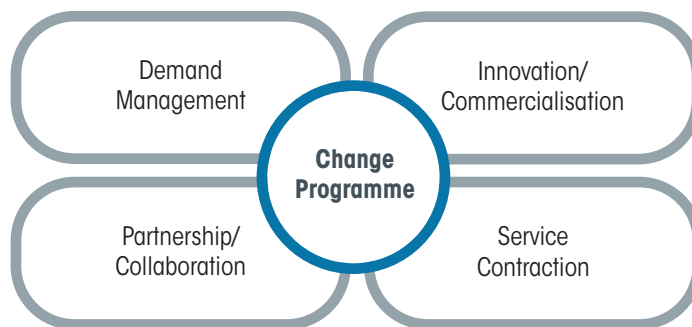 Demand
Management
Innovation/
Commercialisation
Change
Programme
Partnership/
Collaboration
Service
Contraction